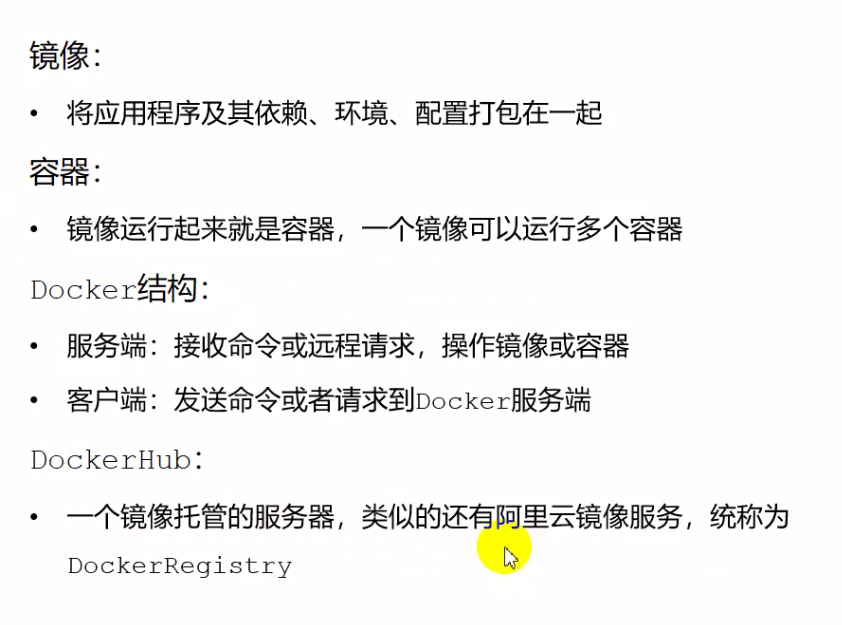 镜像：
• 将应用程序及其依赖、环境、配置打包在一起
容器：
• 镜像运行起来就是容器，一个镜像可以运行多个容器
Docker结构：
• 服务端：接收命令或远程请求，操作镜像或容器
• 客户端：发送命令或者请求到Docker服务端
DockerHub：
• 一个镜像托管的服务器，类似的还有阿里云镜像服务，统称为
DockerRegistry